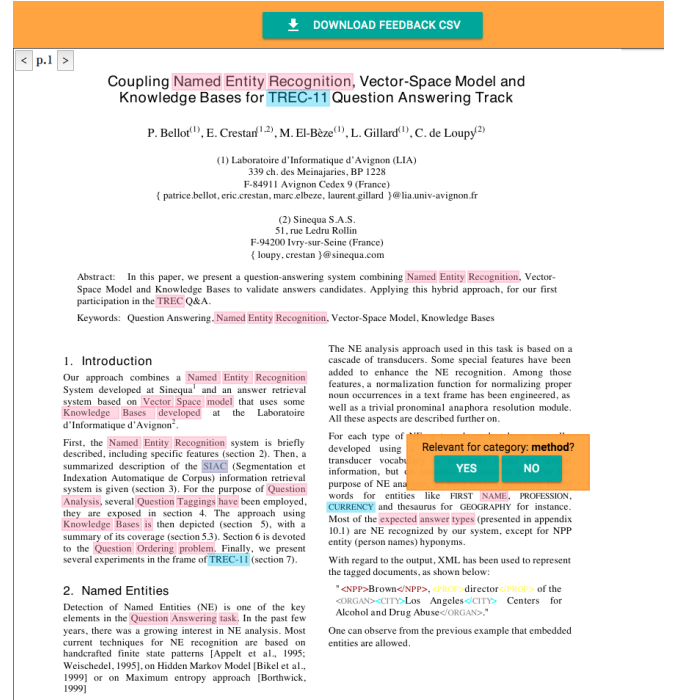 DOWNLOAD FEEDBACK CSV
< p.1 >
Coupling Named Entity Recognition, Vector-Space Model and
Knowledge Bases for TREC-11 Question Answering Track
P. Bellot(1), E. Crestan(1,2), M. El-Bèze(1), L. Gillard(1), C. de Loupy(2)
(1) Laboratoire d'Informatique d'Avignon (LIA)
339 ch. des Meinajaries, BP 1228
F-84911 Avignon Cedex 9 (France)
{ patrice.bellot, eric.crestan, marc.elbeze, laurent.gillard }@lia.univ-avignon.fr
(2) Sinequa S.A.S.
51, rue Ledru Rollin
F-94200 Ivry-sur-Seine (France)
{ loupy, crestan }@sinequa.com
Abstract: In this paper, we present a question-answering system combining Named Entity Recognition, Vector-
Space Model and Knowledge Bases to validate answers candidates. Applying this hybrid approach, for our first
participation in the TREC Q&A.
Keywords: Question Answering, Named Entity Recognition, Vector-Space Model, Knowledge Bases
1. Introduction
Our approach combines a Named Entity Recognition
System developed at Sinequa1 and an answer retrieval
system based on Vector Space model that uses some
Knowledge Bases developed at the Laboratoire
d'Informatique d'Avignon2.
First, the Named Entity Recognition system is briefly
described, including specific features (section 2). Then, a
summarized description of the SIAC (Segmentation et
Indexation Automatique de Corpus) information retrieval
system is given (section 3). For the purpose of Question
Analysis, several Question Taggings have been employed,
they are exposed in section 4. The approach using
Knowledge Bases is then depicted (section 5), with a
summary of its coverage (section 5.3). Section 6 is devoted
to the Question Ordering problem. Finally, we present
several experiments in the frame of TREC-11 (section 7).
2. Named Entities
Detection of Named Entities (NE) is one of the key
elements in the Question Answering task. In the past few
years, there was a growing interest in NE analysis. Most
current techniques for NE recognition are based on
handcrafted finite state patterns [Appelt et al., 1995;
Weischedel, 1995], on Hidden Markov Model [Bikel et al.,
1999] or on Maximum entropy approach [Borthwick,
1999]
The NE analysis approach used in this task is based on a
cascade of transducers. Some special features have been
added to enhance the NE recognition. Among those
features, a normalization function for normalizing proper
noun occurrences in a text frame has been engineered, as
well as a trivial pronominal anaphora resolution module.
All these aspects are described further on.
For each type of
developed using
transducer
information, but
purpose of NE
words for entities like FIRST NAME, PROFESSION,
CURRENCY and thesaurus for GEOGRAPHY for instance.
Most of the expected answer types (presented in appendix
10.1) are NE recognized by our system, except for NPP
entity (person names) hyponyms.
With regard to the output, XML has been used to represent
the tagged documents, as shown below:
"<NPP>Brown</NPP>, <PROF>director</PROF> of the
<ORGAN><CITY>Los Angeles</CITY> Centers for
Alcohol and Drug Abuse</ORGAN>."
One can observe from the previous example that embedded
entities are allowed.
Relevant for category: method?
YES NO